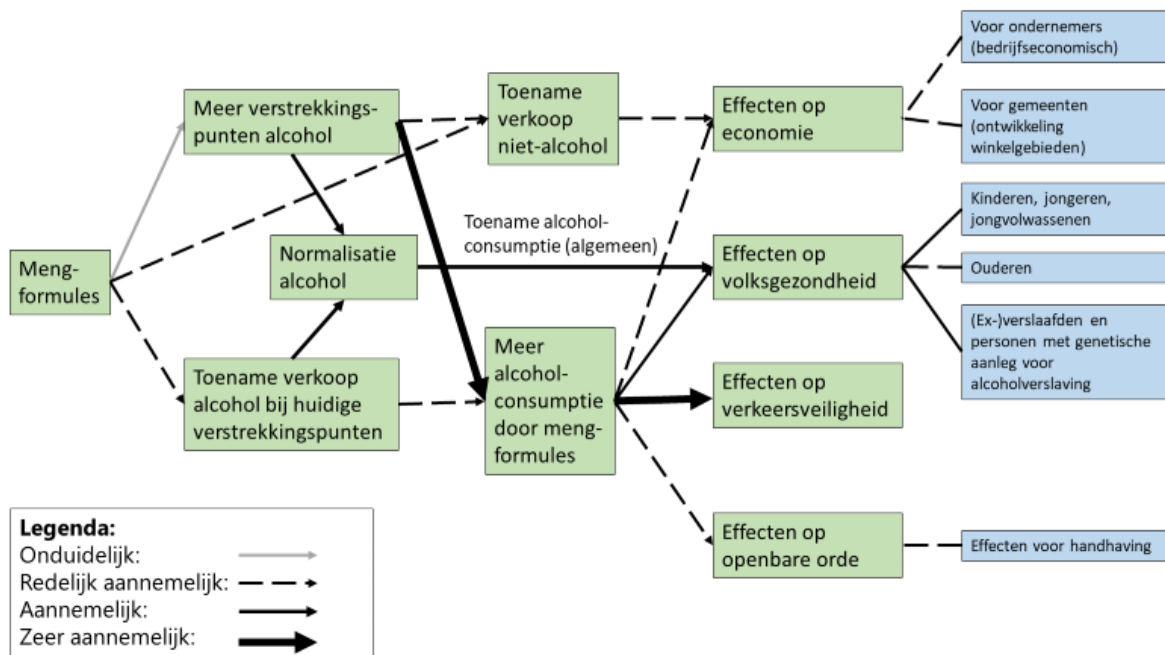 Meng-
formules
Meer verstrekkings-
punten alcohol
Normalisatie
alcohol
Toename verkoop
alcohol bij huidige
verstrekkingspunten
Toename
verkoop
niet-alcohol
Toename alcohol-
consumptie (algemeen)
Meer
alcohol-
consumptie
door meng-
formules
Effecten op
economie
Effecten op
volksgezondheid
Effecten op
verkeersveiligheid
Effecten op
openbare orde
Voor ondernemers
(bedrijfseconomisch)
Voor gemeenten
(ontwikkeling
winkelgebieden)
Kinderen, jongeren,
jongvolwassenen
Ouderen
(Ex-)verslaafden en
personen met genetische
aanleg voor
alcoholverslaving
Effecten voor handhaving
Legenda:
Onduidelijk:
Redelijk aannemelijk:
Aannemelijk:
Zeer aannemelijk: